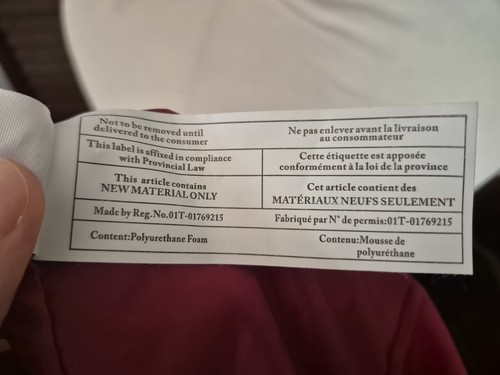 Not to be removed until
delivered to the consumer
Ne pas enlever avant la livraison
au consommateur
This label is affixed in compliance
with Provincial Law
Cette étiquette est apposée
conformément à la loi de la province
This article contains
NEW MATERIAL ONLY
Cet article contient des
MATÉRIAUX NEUFS SEULEMENT
Made by Reg.No.01T-01769215
Fabriqué par N° de permis:01T-01769215
Content:Polyurethane Foam
Contenu:Mousse de
polyuréthane